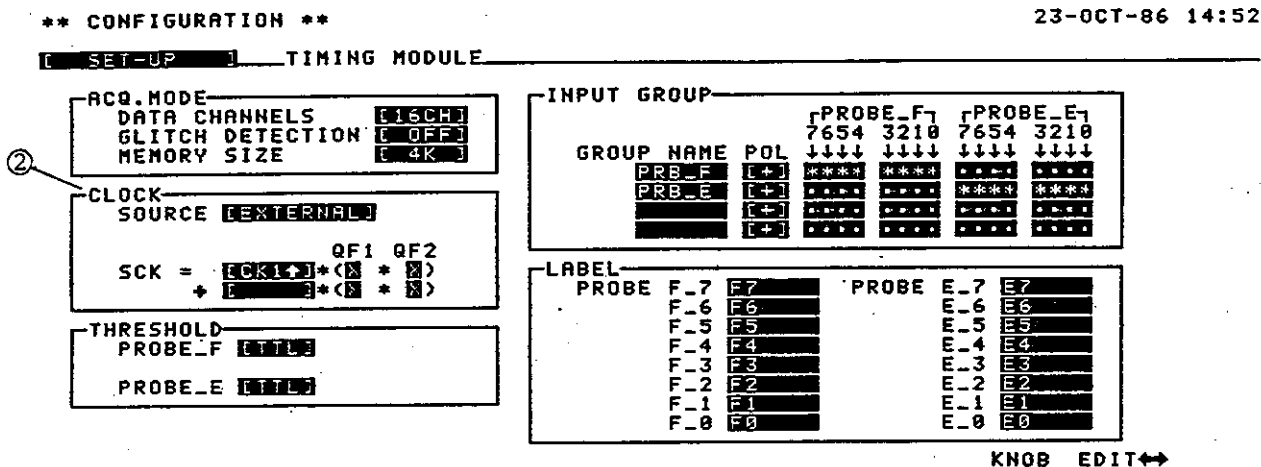 ** CONFIGURATION ** 23-OCT-86 14:52
[ SET-UP ] TIMING MODULE
ACQ.MODE
DATA CHANNELS [16CH]
GLITCH DETECTION [ OFF]
MEMORY SIZE [ 4K ]
②
CLOCK
SOURCE [EXTERNAL]
QF1 QF2
SCK = [CK1↑]*(X * X)
+ [ ]*(X * X)
THRESHOLD
PROBE_F [TTL]
PROBE_E [TTL]
INPUT GROUP
PROBE_F PROBE_E
7654 3210 7654 3210
GROUP NAME POL ↓↓↓↓ ↓↓↓↓ ↓↓↓↓ ↓↓↓↓
PRB_F [+] **** **** .... ....
PRB_E [+] .... .... **** ****
[+] .... .... .... ....
[+] .... .... .... ....
LABEL
PROBE F_7 F7 PROBE E_7 E7
F_6 F6 E_6 E6
F_5 F5 E_5 E5
F_4 F4 E_4 E4
F_3 F3 E_3 E3
F_2 F2 E_2 E2
F_1 F1 E_1 E1
F_0 F0 E_0 E0
KNOB EDIT↔